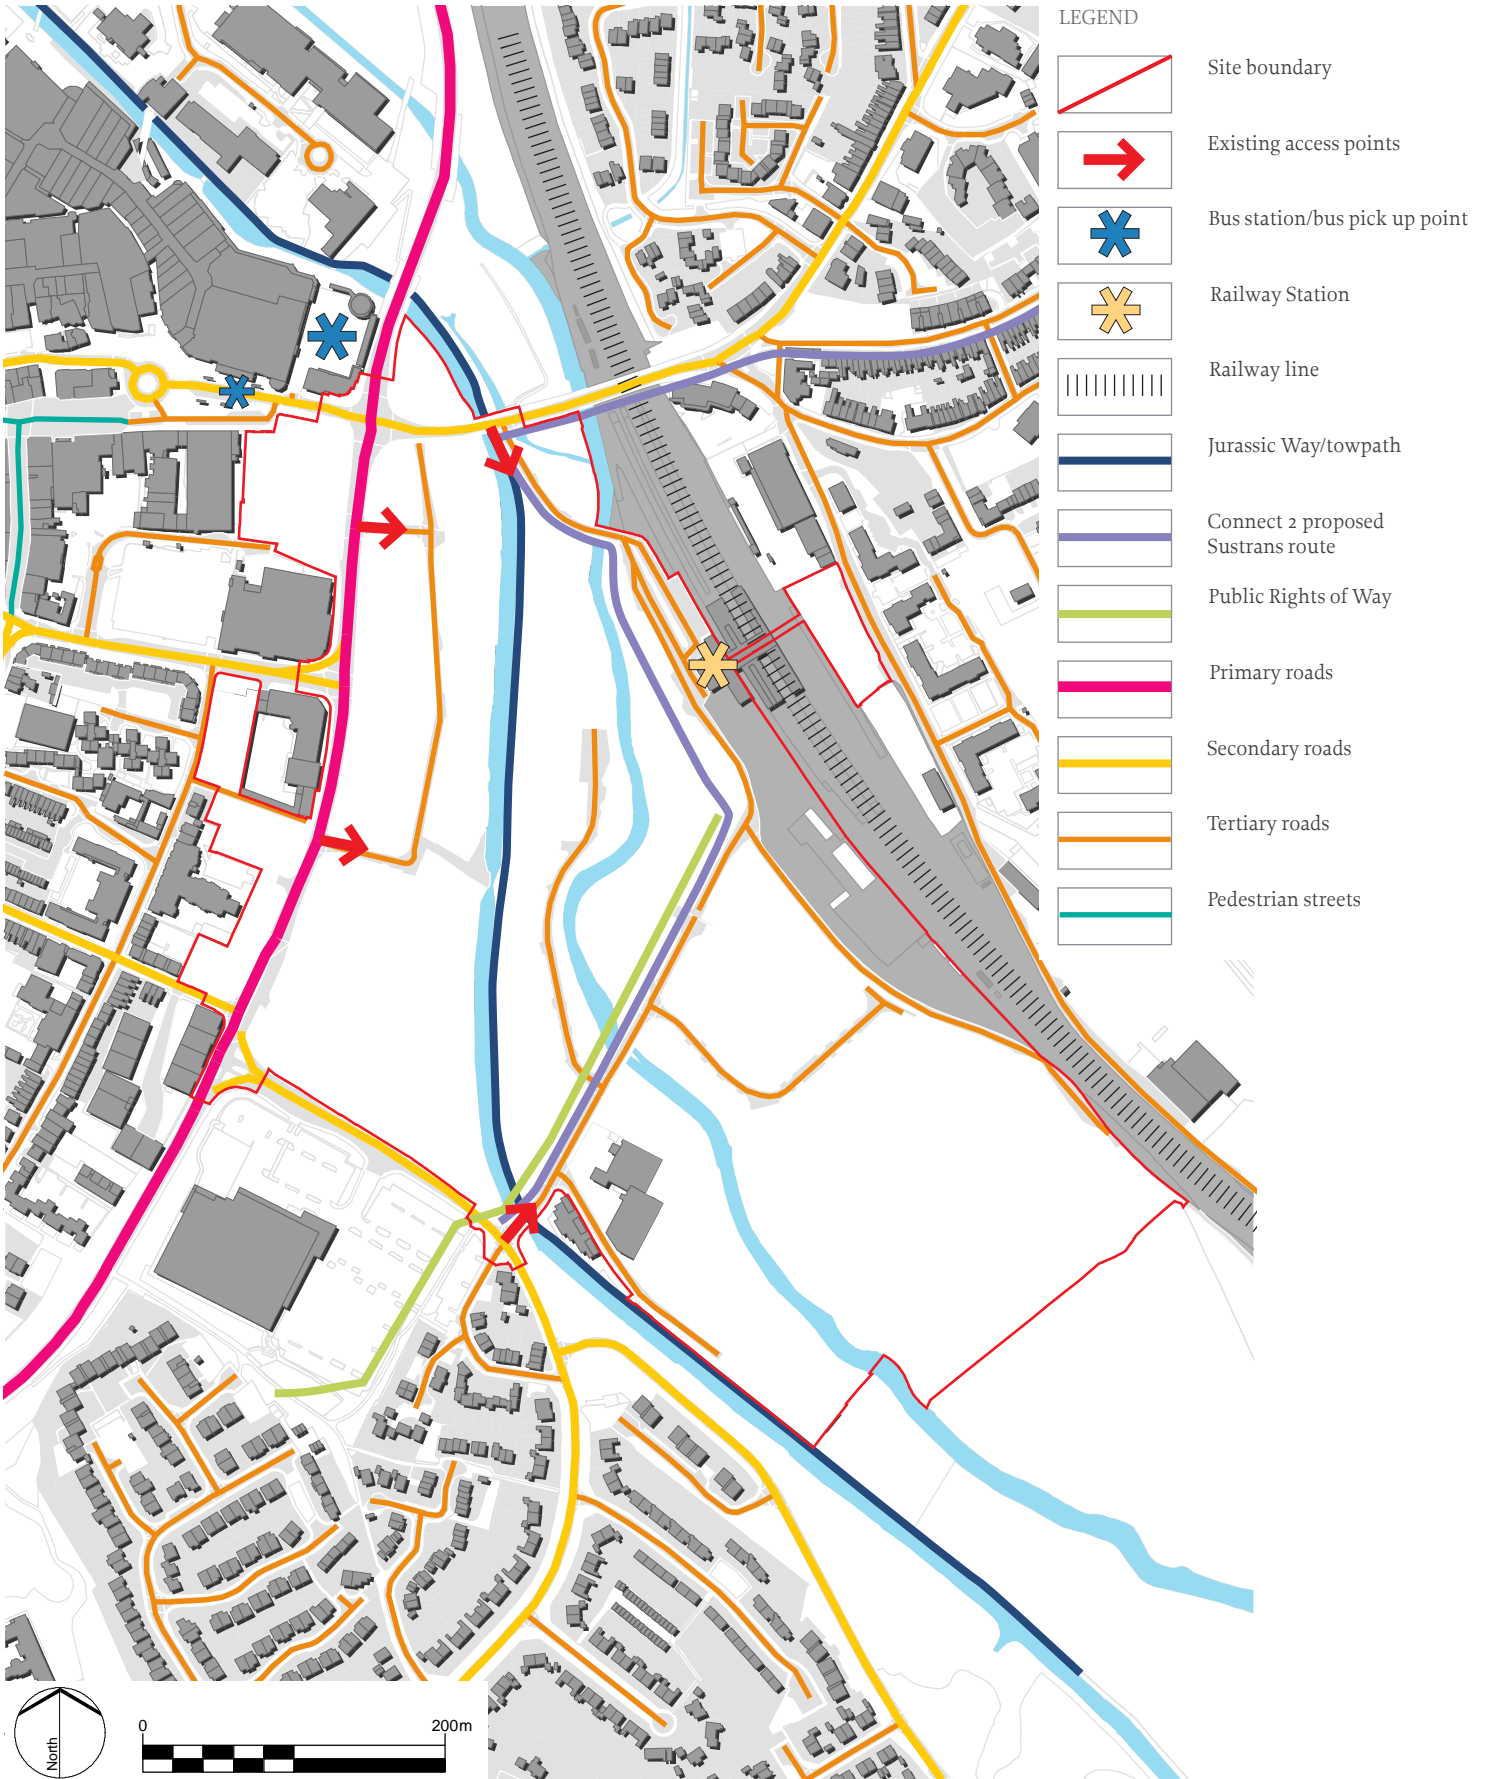 LEGEND
Site boundary
Existing access points
Bus station/bus pick up point
Railway Station
Railway line
Jurassic Way/towpath
Connect 2 proposed
Sustrans route
Public Rights of Way
Primary roads
Secondary roads
Tertiary roads
Pedestrian streets
North
0
200m